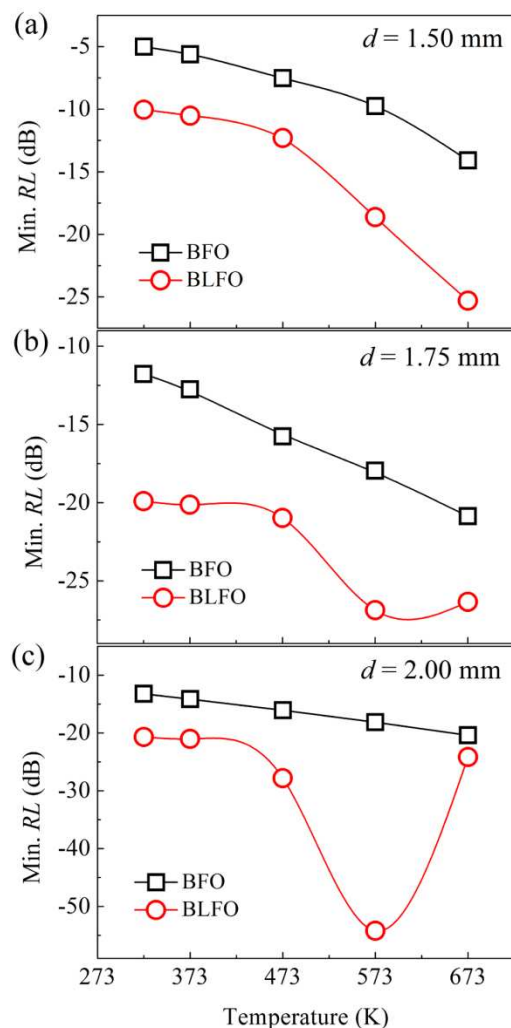 (a)
d = 1.50 mm
-5
-10
-15
-20
-25
Min. RL (dB)
BFO
BLFO
(b)
d = 1.75 mm
-10
-15
-20
-25
Min. RL (dB)
BFO
BLFO
(c)
d = 2.00 mm
-10
-20
-30
-40
-50
Min. RL (dB)
BFO
BLFO
273 373 473 573 673
Temperature (K)